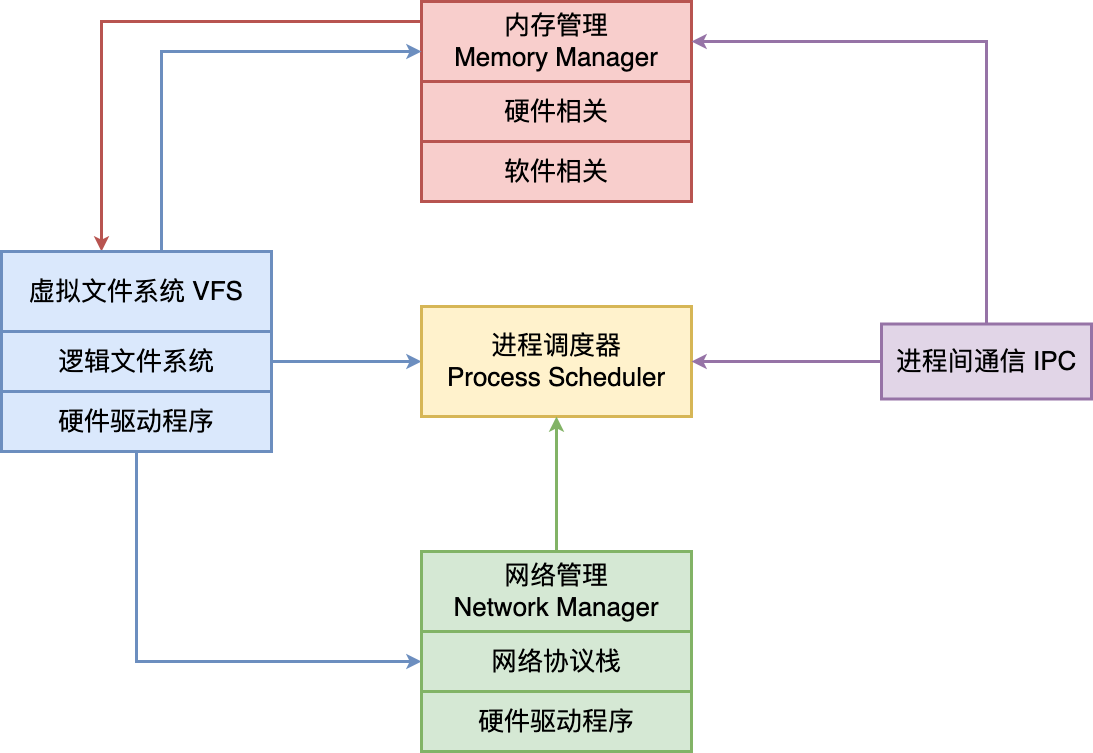 内存管理
Memory Manager
硬件相关
软件相关
虚拟文件系统 VFS
逻辑文件系统
硬件驱动程序
进程调度器
Process Scheduler
进程间通信 IPC
网络管理
Network Manager
网络协议栈
硬件驱动程序